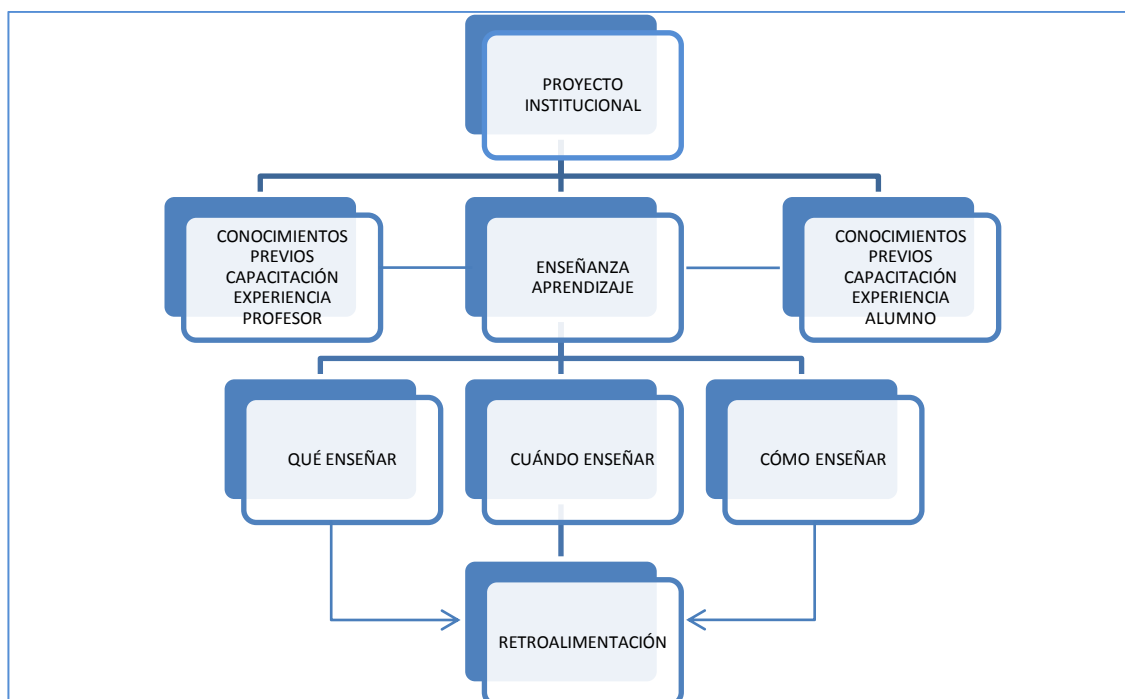 PROYECTO
INSTITUCIONAL
CONOCIMIENTOS
PREVIOS
CAPACITACIÓN
EXPERIENCIA
PROFESOR
ENSEÑANZA
APRENDIZAJE
CONOCIMIENTOS
PREVIOS
CAPACITACIÓN
EXPERIENCIA
ALUMNO
QUÉ ENSEÑAR
CUÁNDO ENSEÑAR
CÓMO ENSEÑAR
RETROALIMENTACIÓN